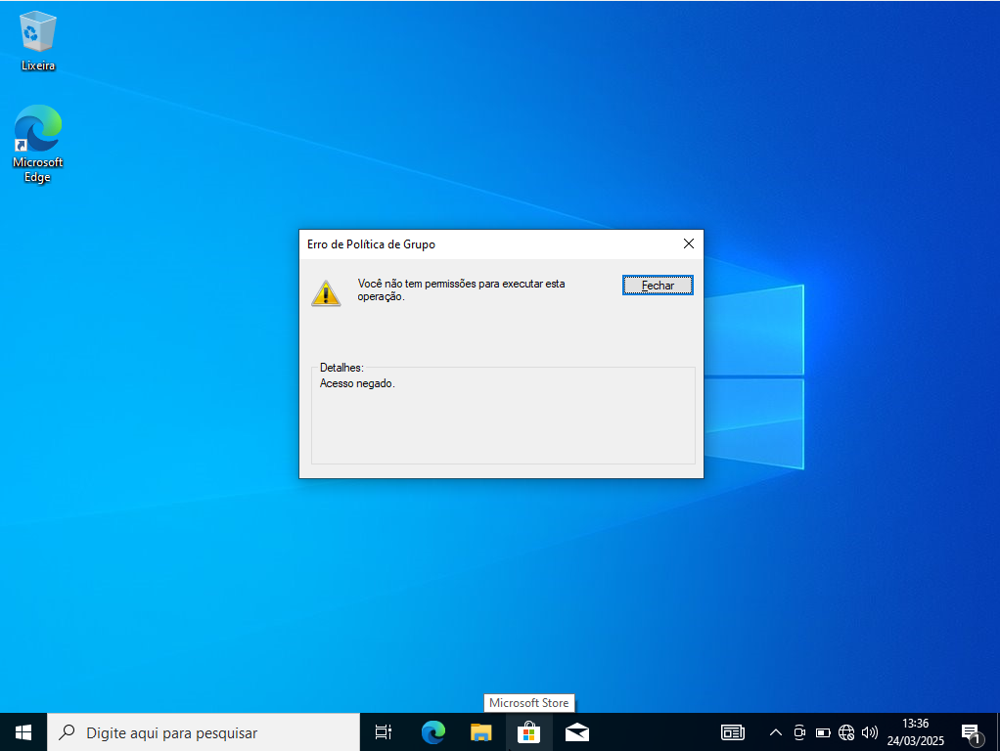 Lixeira
Microsoft
Edge
Erro de Política de Grupo
Você não tem permissões para executar esta
operação.
Fechar
Detalhes:
Acesso negado.
Microsoft Store
Digite aqui para pesquisar
13:36
24/03/2025
1